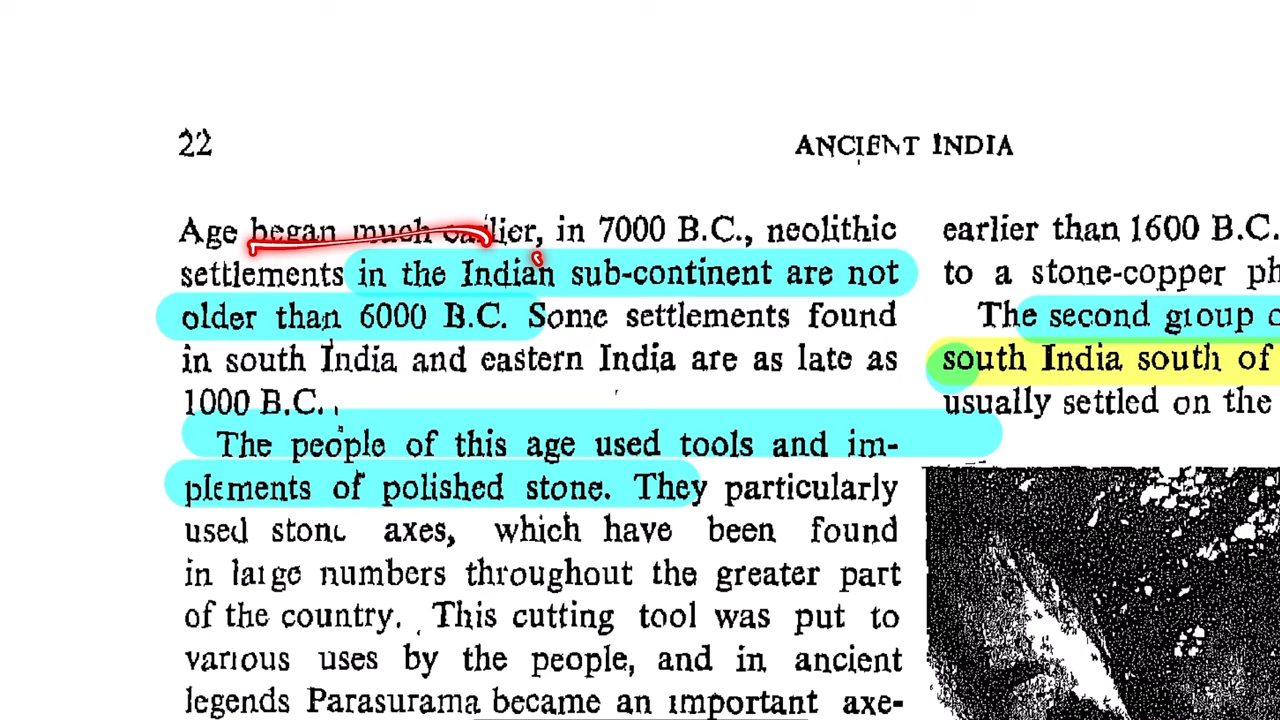 22
ANCIENT INDIA
Age began much earlier, in 7000 B.C., neolithic
settlements in the Indian sub-continent are not
older than 6000 B.C. Some settlements found
in south India and eastern India are as late as
1000 B.C.
The people of this age used tools and im-
plements of polished stone. They particularly
used stone axes, which have been found
in large numbers throughout the greater part
of the country. This cutting tool was put to
various uses by the people, and in ancient
legends Parasurama became an important axe-
earlier than 1600 B.C.
to a stone-copper ph
The second group
south India south of
usually settled on the